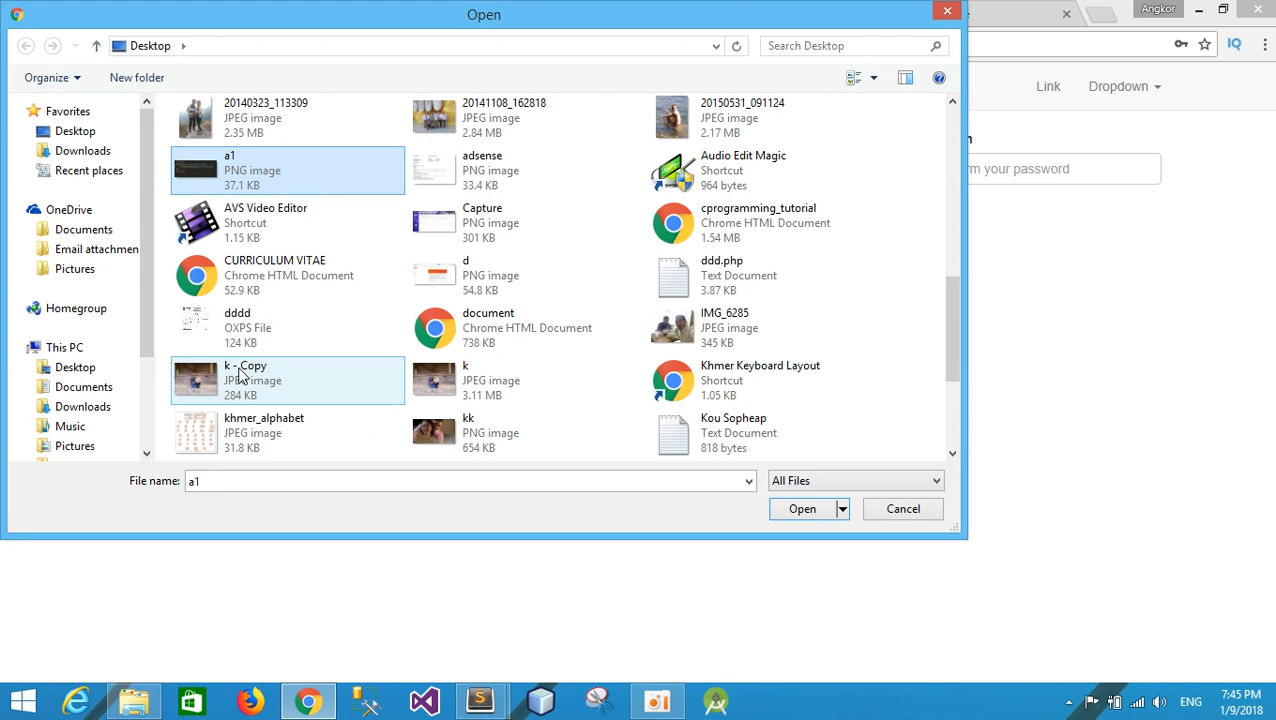 Open
Angkor
Desktop
Search Desktop
Organize
New folder
Link
Dropdown
Favorites
Desktop
Downloads
Recent places
OneDrive
Documents
Email attachmen
Pictures
Homegroup
This PC
Desktop
Documents
Downloads
Music
Pictures
20140323_113309
JPEG image
2.35 MB
20141108_162818
JPEG image
2.84 MB
20150531_091124
JPEG image
2.17 MB
a1
PNG image
37.1 KB
adsense
PNG image
33.4 KB
Audio Edit Magic
Shortcut
964 bytes
AVS Video Editor
Shortcut
1.15 KB
Capture
PNG image
301 KB
cprogramming_tutorial
Chrome HTML Document
1.54 MB
CURRICULUM VITAE
Chrome HTML Document
52.9 KB
d
PNG image
54.8 KB
ddd.php
Text Document
3.87 KB
dddd
OXPS File
124 KB
document
Chrome HTML Document
738 KB
IMG_6285
JPEG image
345 KB
k - Copy
JPEG image
284 KB
k
JPEG image
3.11 MB
Khmer Keyboard Layout
Shortcut
1.05 KB
khmer_alphabet
JPEG image
31.8 KB
kk
PNG image
654 KB
Kou Sopheap
Text Document
818 bytes
rm your password
File name:
a1
All Files
Open
Cancel
ENG
7:45 PM
1/9/2018